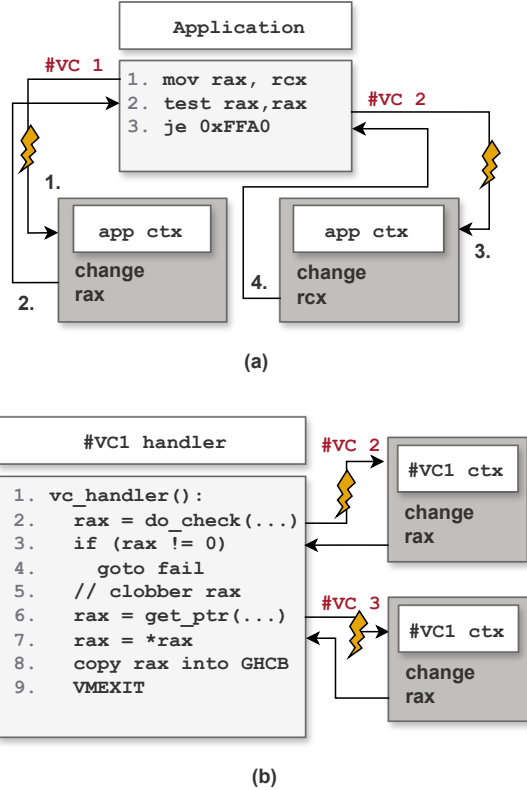 Application
#VC 1
1. mov rax, rcx
2. test rax,rax
3. je 0xFFA0
#VC 2
1.
app ctx
change
rax
2.
app ctx
change
rcx
3.
4.
(a)
#VC1 handler
1. vc_handler():
2. rax = do_check(...)
3. if (rax != 0)
4. goto fail
5. // clobber rax
6. rax = get_ptr(...)
7. rax = *rax
8. copy rax into GHCB
9. VMEXIT
#VC 2
#VC1 ctx
change
rax
#VC 3
#VC1 ctx
change
rax
(b)